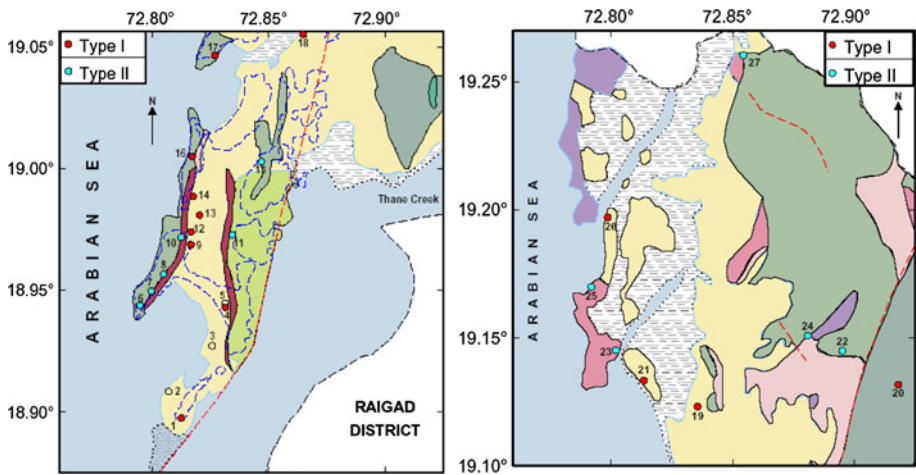 72.80 72.85 72.90°
19.05°
19.00°
18.95°
18.90°
Type I
Type II
N
ARABIAN SEA
Thane Creek
RAIGAD
DISTRICT
17
18
16
15
14
13
12
9
10
11
8
7
6
5
4
3
2
1
72.80 72.85 72.90°
19.25°
19.20°
19.15°
19.10°
Type I
Type II
N
ARABIAN SEA
27
26
25
24
22
23
21
20
19